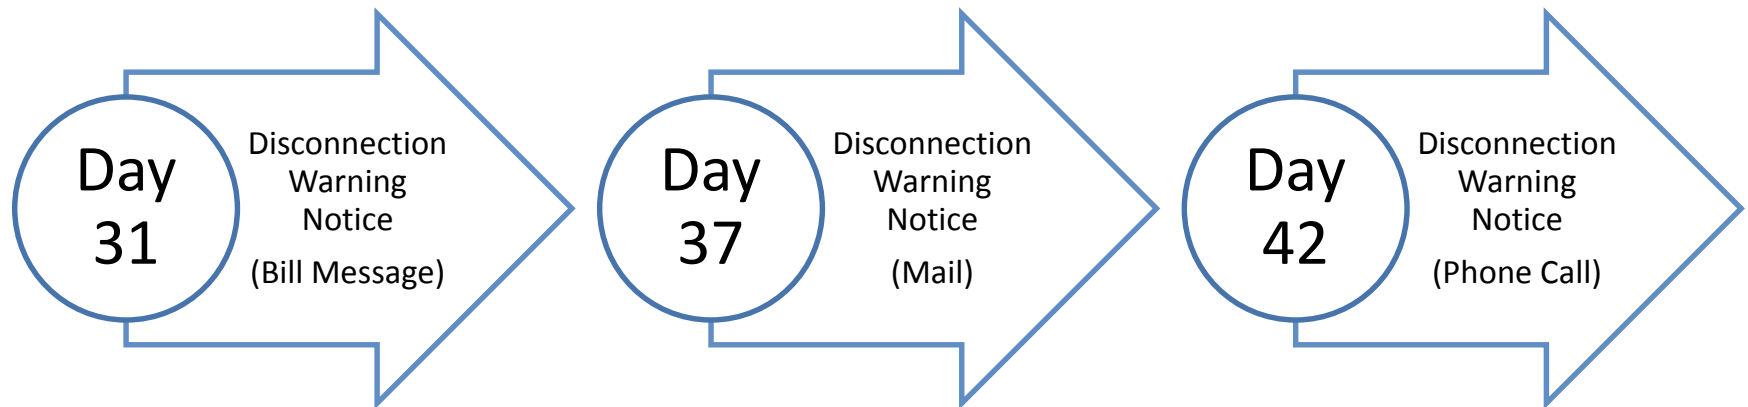 Day
31
Disconnection
Warning
Notice
(Bill Message)
Day
37
Disconnection
Warning
Notice
(Mail)
Day
42
Disconnection
Warning
Notice
(Phone Call)